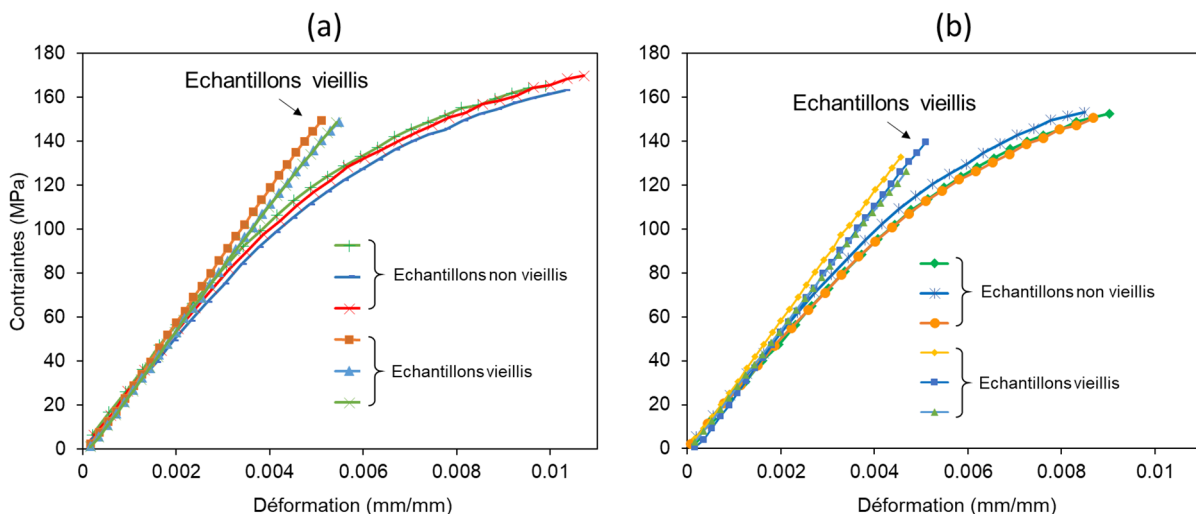 (a)
180
160
140
120
100
80
60
40
20
0
Contraintes (MPa)
Echantillons vieillis
Echantillons non vieillis
Echantillons vieillis
0 0.002 0.004 0.006 0.008 0.01
Déformation (mm/mm)
(b)
180
160
140
120
100
80
60
40
20
0
Echantillons vieillis
Echantillons non vieillis
Echantillons vieillis
0 0.002 0.004 0.006 0.008 0.01
Déformation (mm/mm)